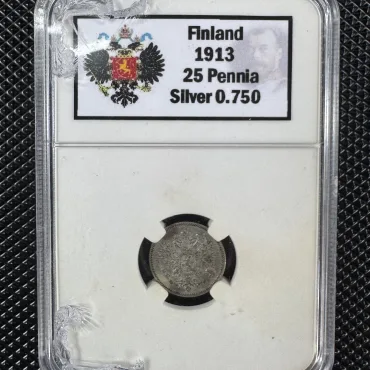 Finland
1913
25 Pennia
Silver 0.750